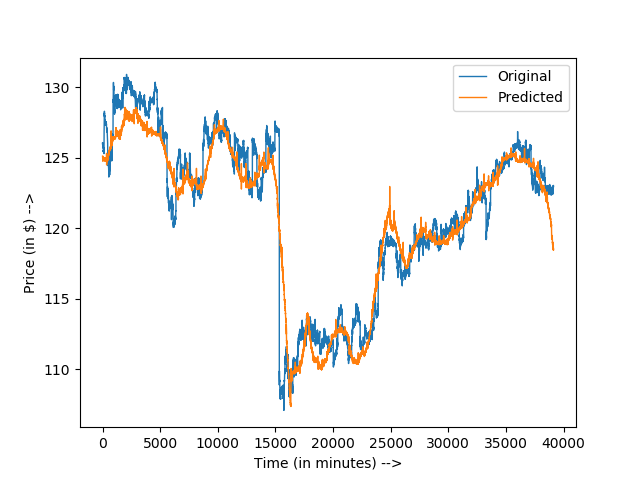 Original
Predicted
130
125
120
115
110
Price (in $) -->
0 5000 10000 15000 20000 25000 30000 35000 40000
Time (in minutes) -->